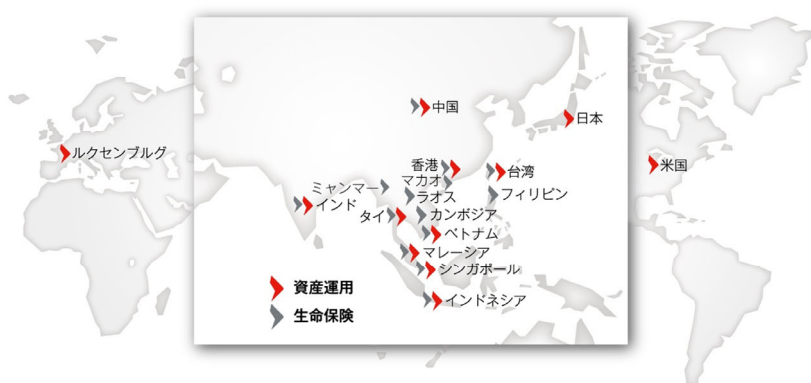 中国
日本
ルクセンブルグ
香港
台湾
米国
マカオ
ミャンマー
ラオス
フィリピン
インド
タイ
カンボジア
ベトナム
マレーシア
シンガポール
資産運用
インドネシア
生命保険